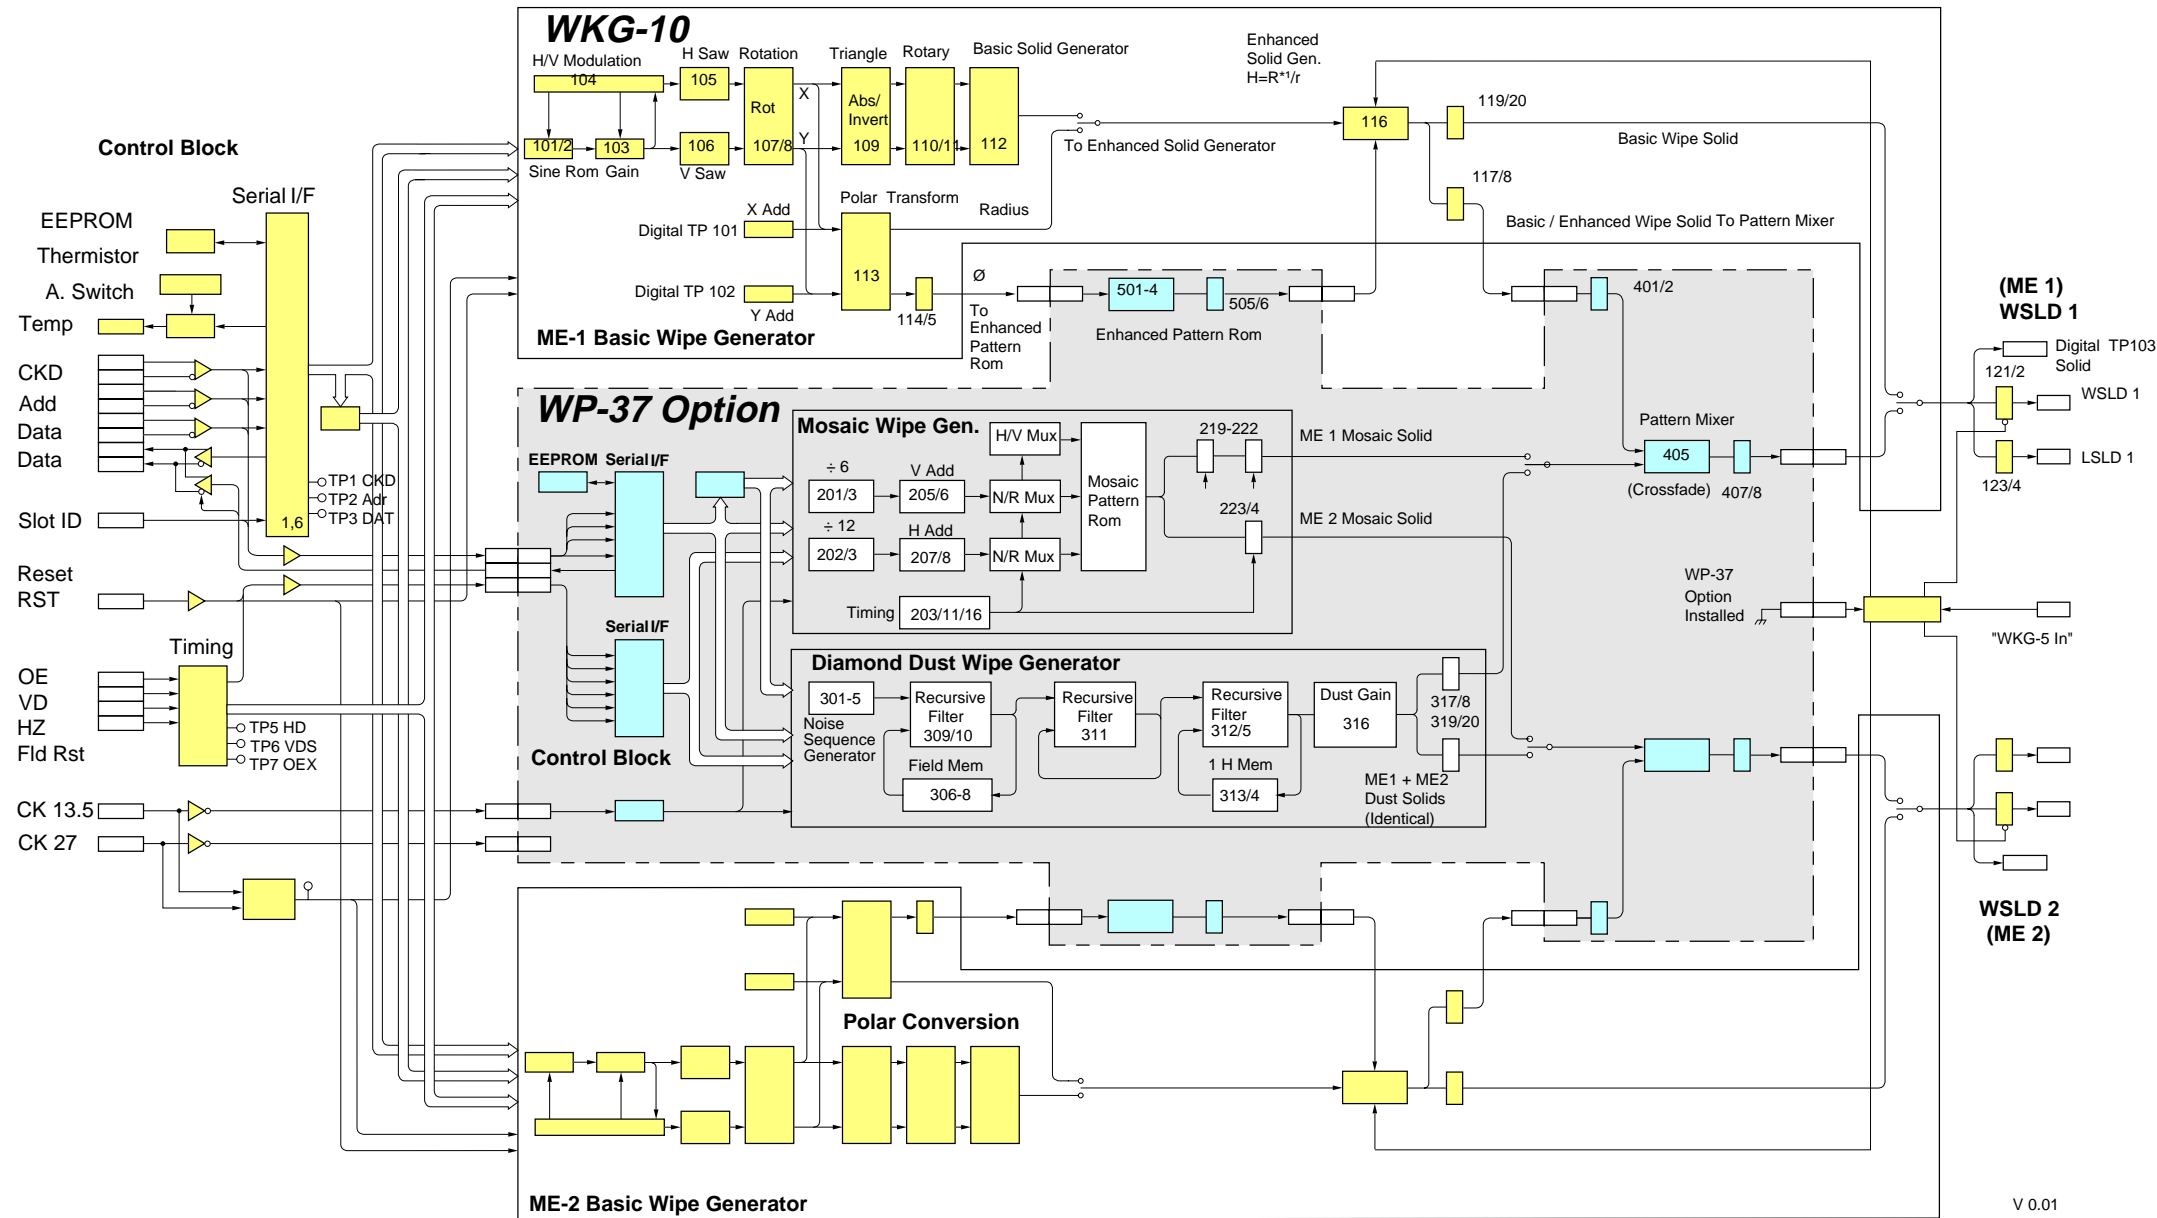 WKG-10
H/V Modulation
104
H Saw
105
Rotation
Rot
107/8
X
Y
Triangle
Abs/
Invert
109
Rotary
110/11
Basic Solid Generator
112
101/2
103
Sine Rom Gain
106
V Saw
Enhanced
Solid Gen.
H=R*¹/r
116
119/20
Basic Wipe Solid
To Enhanced Solid Generator
117/8
Basic / Enhanced Wipe Solid To Pattern Mixer
Polar Transform
Radius
X Add
Digital TP 101
113
Digital TP 102
Y Add
114/5
Ø
To
Enhanced
Pattern
Rom
ME-1 Basic Wipe Generator
501-4
505/6
Enhanced Pattern Rom
401/2
Control Block
Serial I/F
EEPROM
Thermistor
A. Switch
Temp
CKD
Add
Data
Data
Slot ID
1,6
TP1 CKD
TP2 Adr
TP3 DAT
Reset
RST
Timing
OE
VD
HZ
Fld Rst
TP5 HD
TP6 VDS
TP7 OEX
CK 13.5
CK 27
WP-37 Option
EEPROM
Serial I/F
Serial I/F
Control Block
Mosaic Wipe Gen.
÷ 6
201/3
V Add
205/6
H/V Mux
N/R Mux
÷ 12
202/3
H Add
207/8
N/R Mux
Mosaic
Pattern
Rom
Timing
203/11/16
219-222
223/4
ME 1 Mosaic Solid
ME 2 Mosaic Solid
Pattern Mixer
405
(Crossfade)
407/8
WP-37
Option
Installed
Diamond Dust Wipe Generator
301-5
Noise
Sequence
Generator
Recursive
Filter
309/10
Field Mem
306-8
Recursive
Filter
311
Recursive
Filter
312/5
1 H Mem
313/4
Dust Gain
316
317/8
319/20
ME1 + ME2
Dust Solids
(Identical)
(ME 1)
WSLD 1
Digital TP103
Solid
121/2
WSLD 1
LSLD 1
123/4
"WKG-5 In"
WSLD 2
(ME 2)
Polar Conversion
ME-2 Basic Wipe Generator
V 0.01